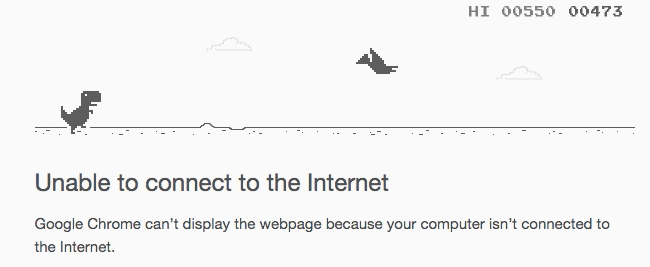 HI 00550 00473
Unable to connect to the Internet
Google Chrome can't display the webpage because your computer isn't connected to
the Internet.